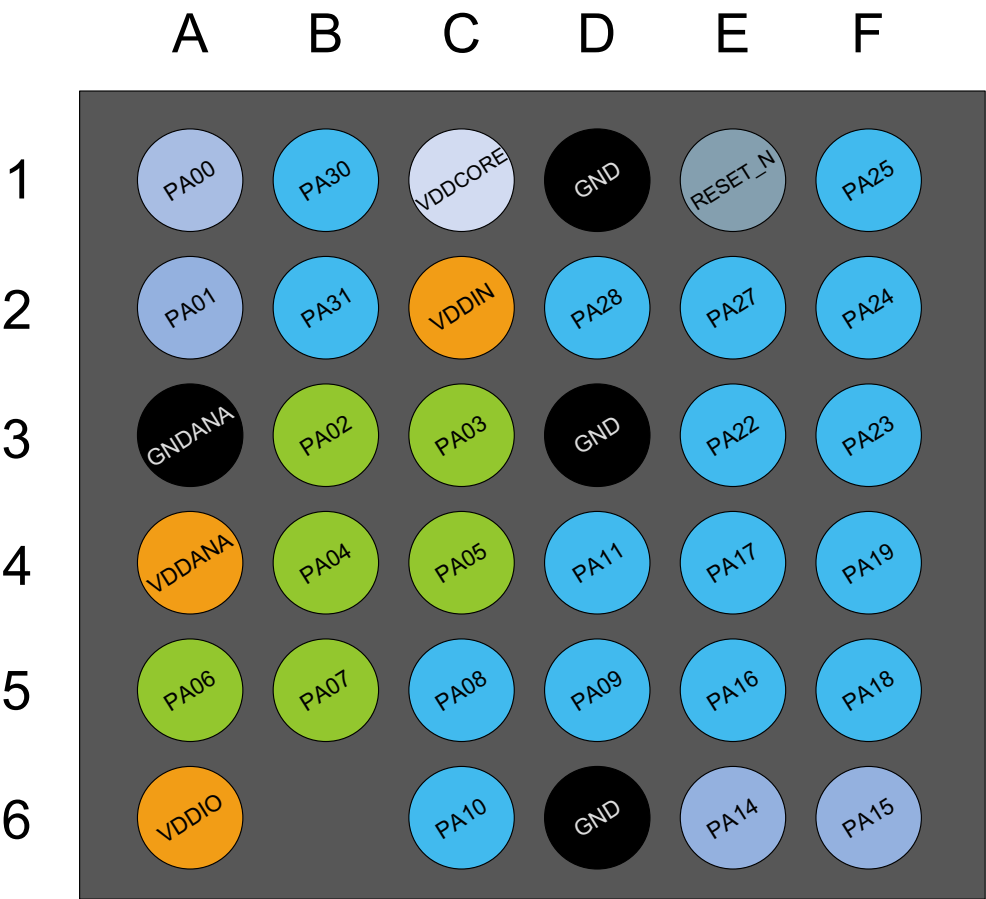 A B C D E F
1 PA00 PA30 VDDCORE GND RESET_N PA25
2 PA01 PA31 VDDIN PA28 PA27 PA24
3 GNDANA PA02 PA03 GND PA22 PA23
4 VDDANA PA04 PA05 PA11 PA17 PA19
5 PA06 PA07 PA08 PA09 PA16 PA18
6 VDDIO PA10 GND PA14 PA15